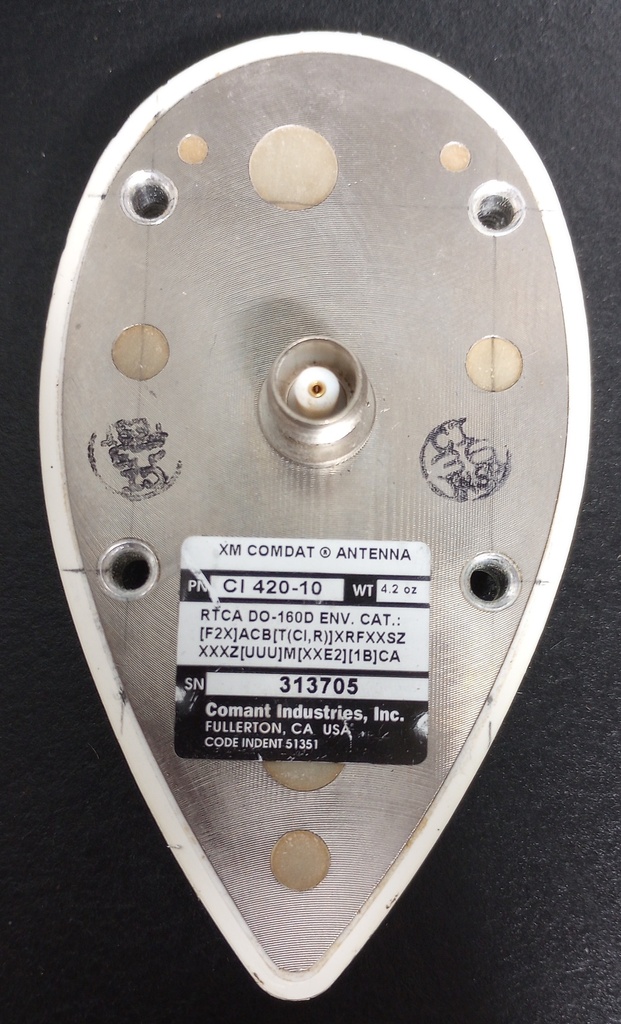 XM COMDAT ® ANTENNA
PN CI 420-10 WT 4.2 oz
RTCA DO-160D ENV. CAT.:
[F2X]ACB[T(CI,R)]XRFXXSZ
XXXZ[UUU]M[XXE2][1B]CA
SN 313705
Comant Industries, Inc.
FULLERTON, CA USA
CODE INDENT 51351